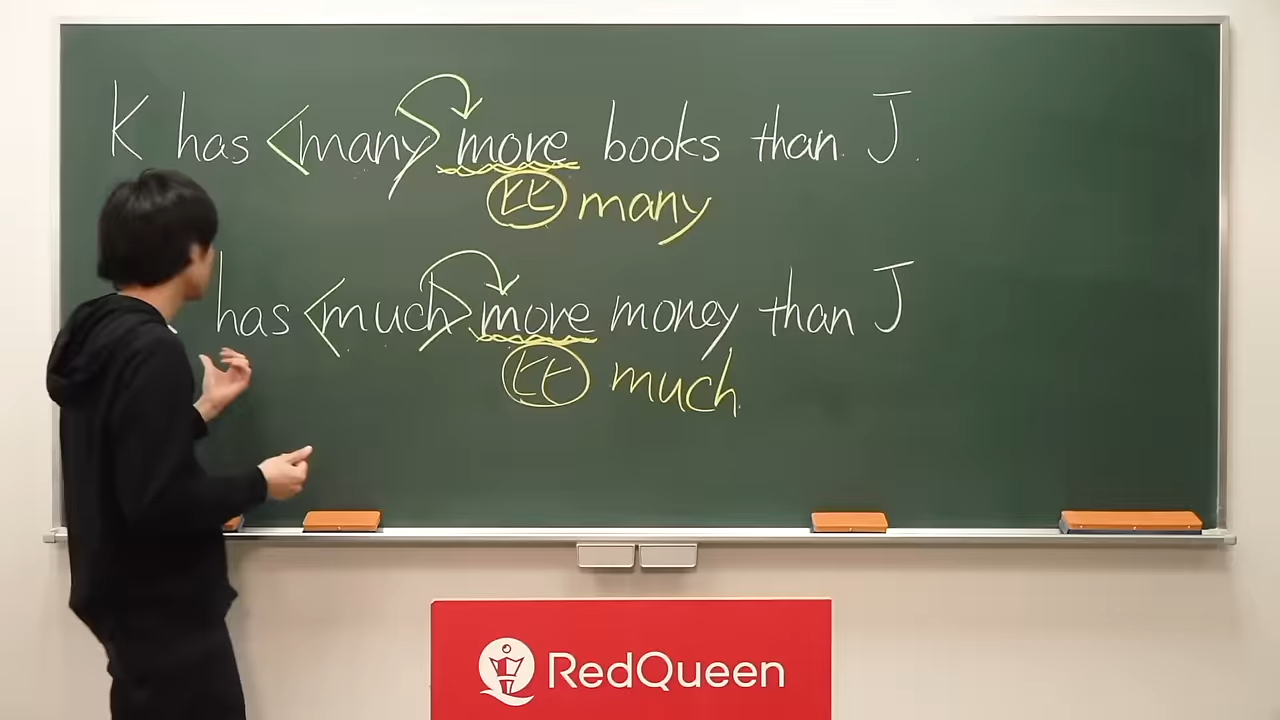 K has <many> more books than J.
比 many
has <much> more money than J
比 much
RedQueen